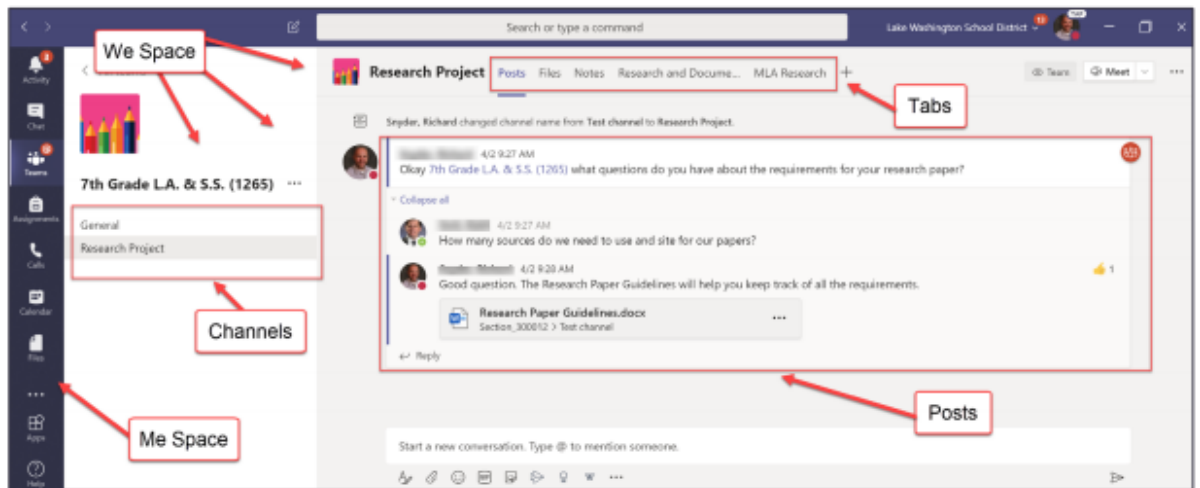 Search or type a command
Lake Washington School District
We Space
Activity
Chat
Teams
Assignments
Calls
Calendar
Files
Apps
Help
7th Grade L.A. & S.S. (1265) ...
General
Research Project
Channels
Me Space
Research Project Posts Files Notes Research and Docume... MLA Research +
Team
Meet
Tabs
Snyder, Richard changed channel name from Test channel to Research Project.
4/2 9:27 AM
Okay 7th Grade L.A. & S.S. (1265) what questions do you have about the requirements for your research paper?
Collapse all
4/2 9:27 AM
How many sources do we need to use and site for our papers?
4/2 9:28 AM
1
Good question. The Research Paper Guidelines will help you keep track of all the requirements.
Research Paper Guidelines.docx
Section_300012 > Test channel
Reply
Posts
Start a new conversation. Type @ to mention someone.